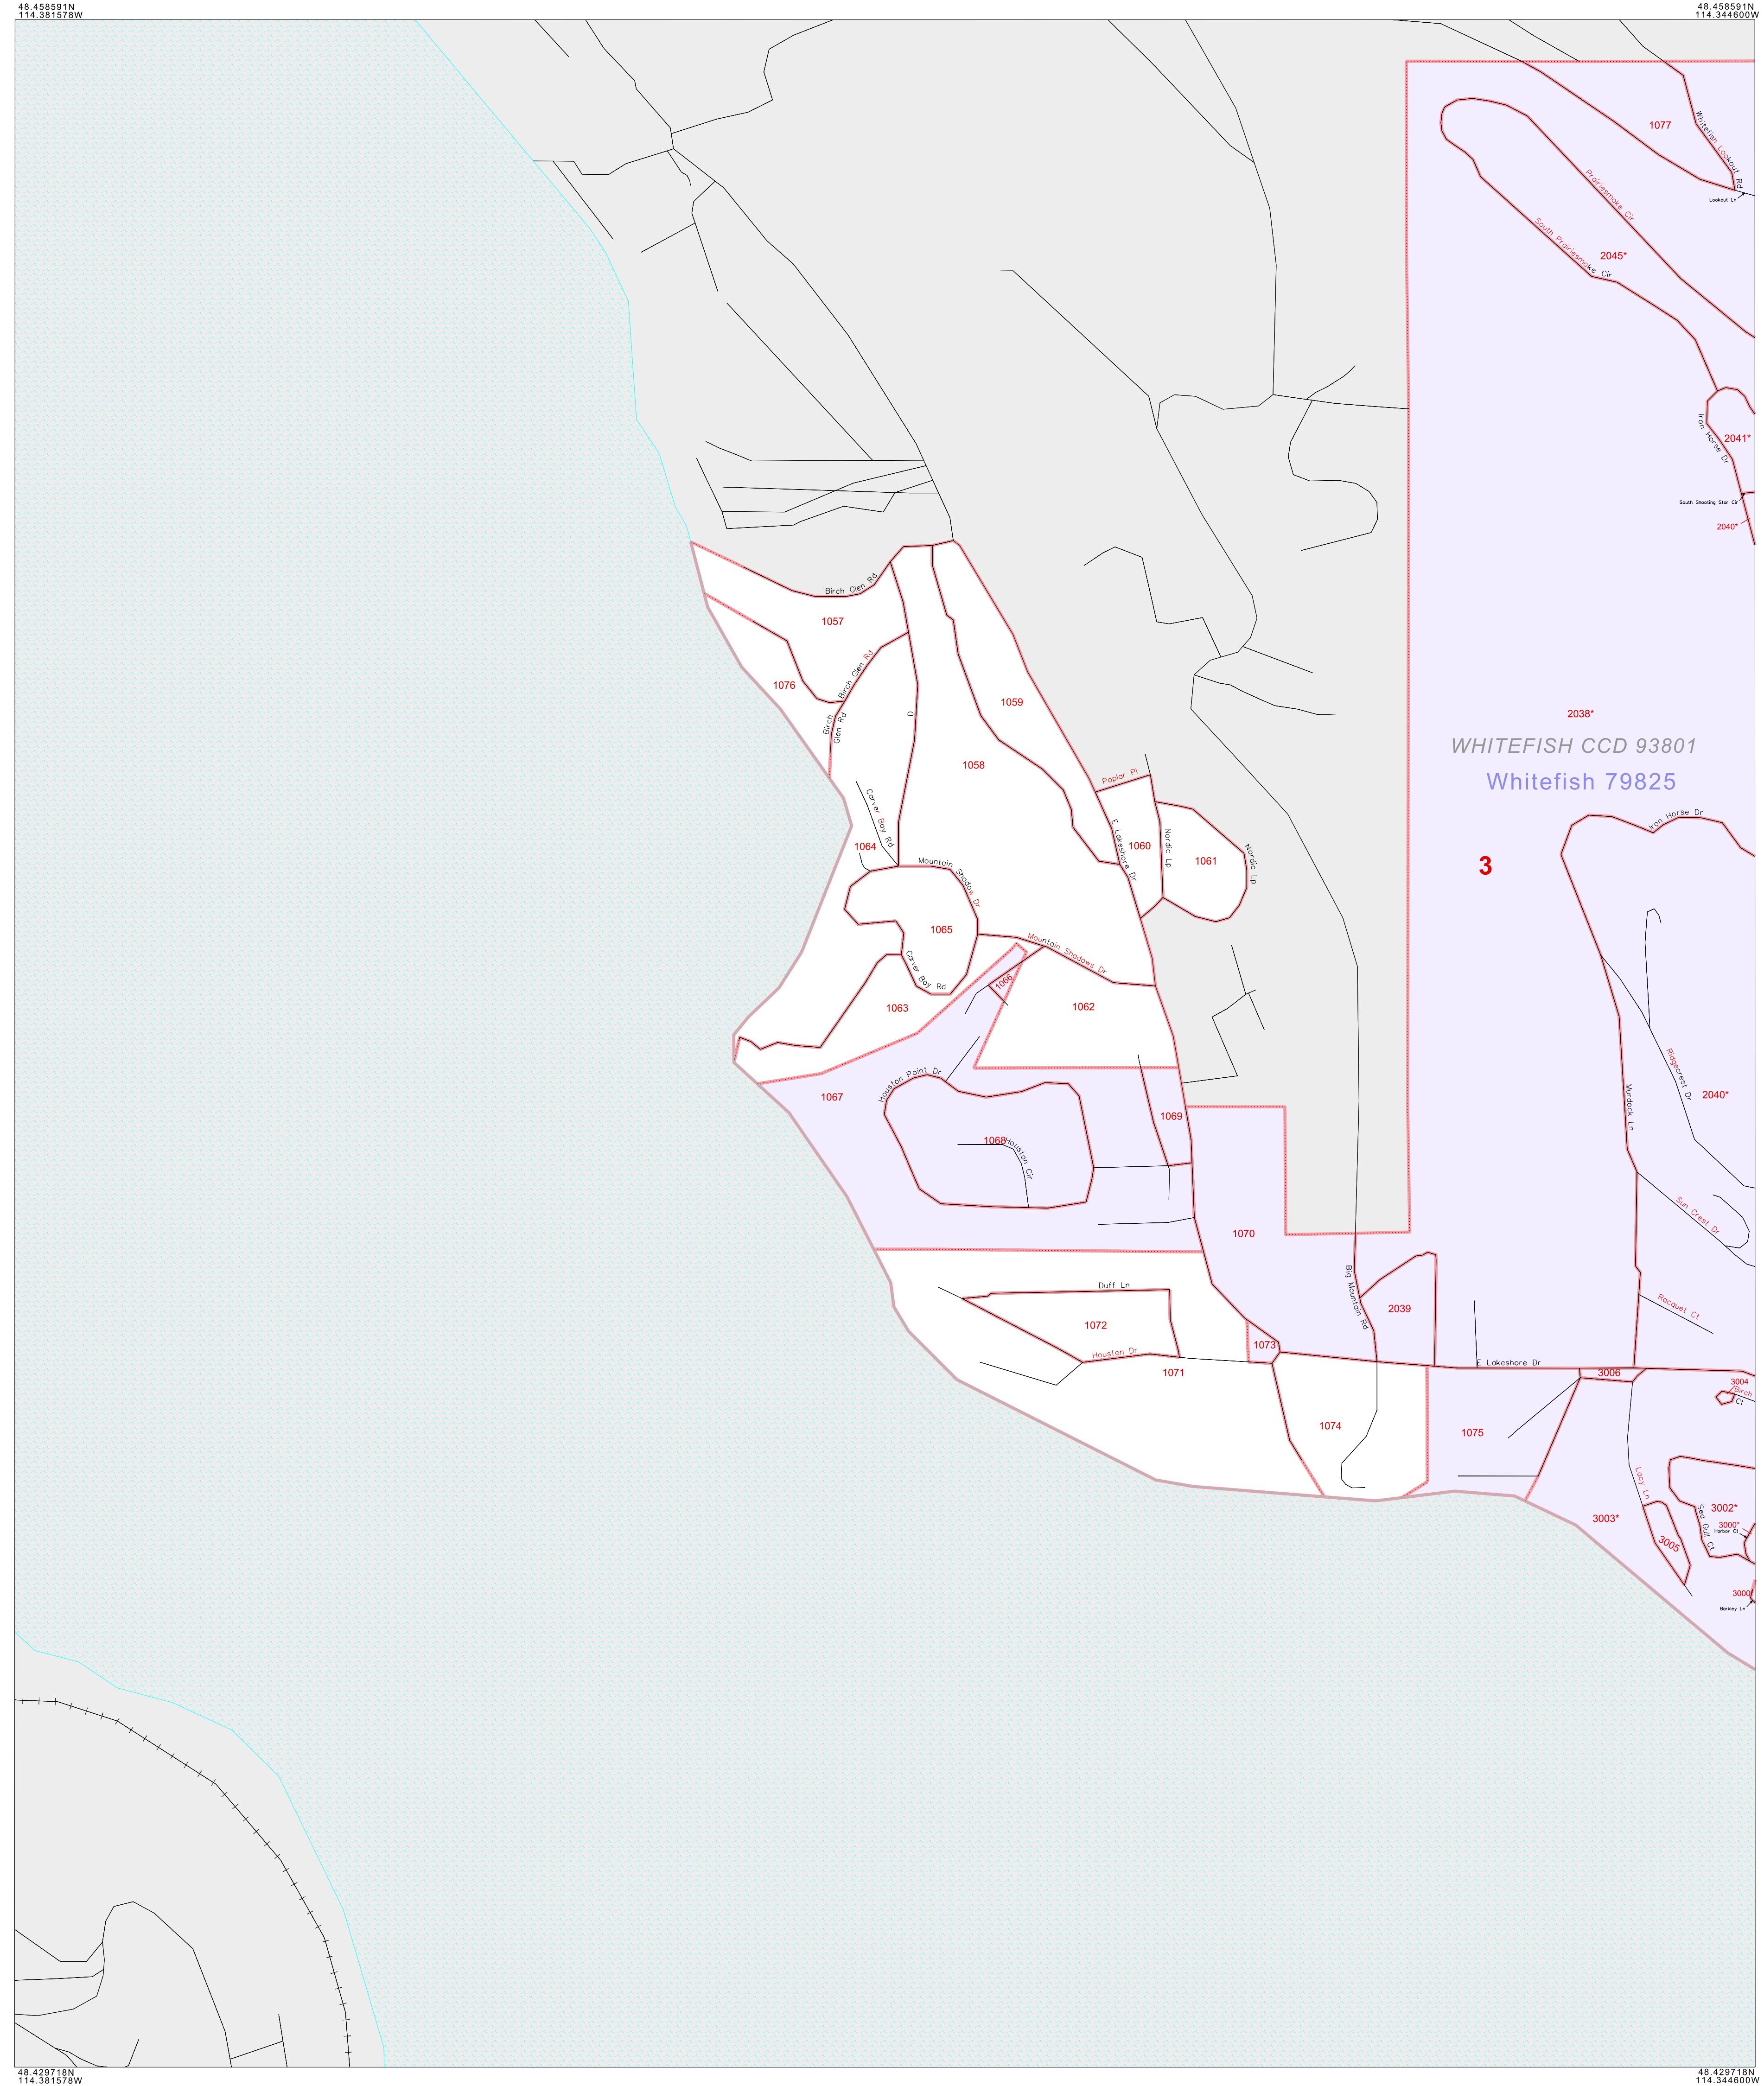 48.458591N
114.381578W
48.458591N
114.344600W
1077
Whitefish Lookout Rd
Lookout Ln
Prairiesmoke Cir
South Prairiesmoke Cir
2045*
Iron Horse Dr
2041*
South Shooting Star Cir
2040*
Birch Glen Rd
1057
1076
Birch Glen Rd
Birch
Glen Rd
D
1059
2038*
WHITEFISH CCD 93801
Whitefish 79825
1058
Poplar Pl
Carver Bay Rd
1064
E Lakeshore Dr
1060
Nordic Lp
1061
Nordic Lp
Iron Horse Dr
3
Mountain Shadow Dr
1065
Carver Bay Rd
Mountain Shadows Dr
1066
1063
1062
Houston Point Dr
1067
1069
1068
Houston Cir
Murdock Ln
Ridgecrest Dr
2040*
Sun Crest Dr
1070
Big Mountain Rd
Duff Ln
1072
Houston Dr
1073
2039
Racquet Ct
1071
E Lakeshore Dr
3006
3004
Birch
Ct
1074
1075
Lacy Ln
3002*
Sea Gull Ct
3003*
3000*
Harbor Ct
3005
3000*
Barkley Ln
48.429718N
114.381578W
48.429718N
114.344600W